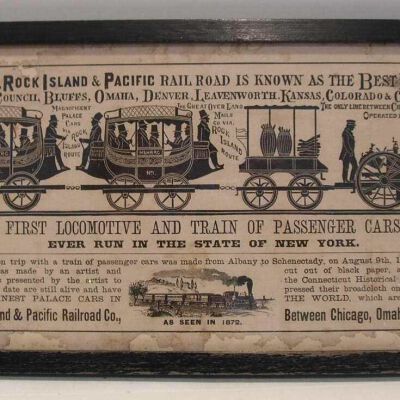 ROCK ISLAND & PACIFIC RAIL ROAD IS KNOWN AS THE BEST
COUNCIL, BLUFFS, OMAHA, DENVER, LEAVENWORTH, KANSAS, COLORADO &
MAGNIFICENT PALACE CARS VIA ROCK ISLAND ROUTE
THE GREAT OVER LAND MAILS GO VIA. ROCK ISLAND ROUTE
THE ONLY LINE BETWEEN
OPERATED
MOHAWK
NO.
FIRST LOCOMOTIVE AND TRAIN OF PASSENGER CARS
EVER RUN IN THE STATE OF NEW YORK.
trip with a train of passenger cars was made from Albany to Schenectady, on August 9th,
as made by an artist and
cut out of black paper,
s presented by the artist to
the Connecticut Historical
date are still alive and have
pressed their broadcloth on
NEST PALACE CARS IN
THE WORLD, which are
& Pacific Railroad Co.,
AS SEEN IN 1872.
Between Chicago,